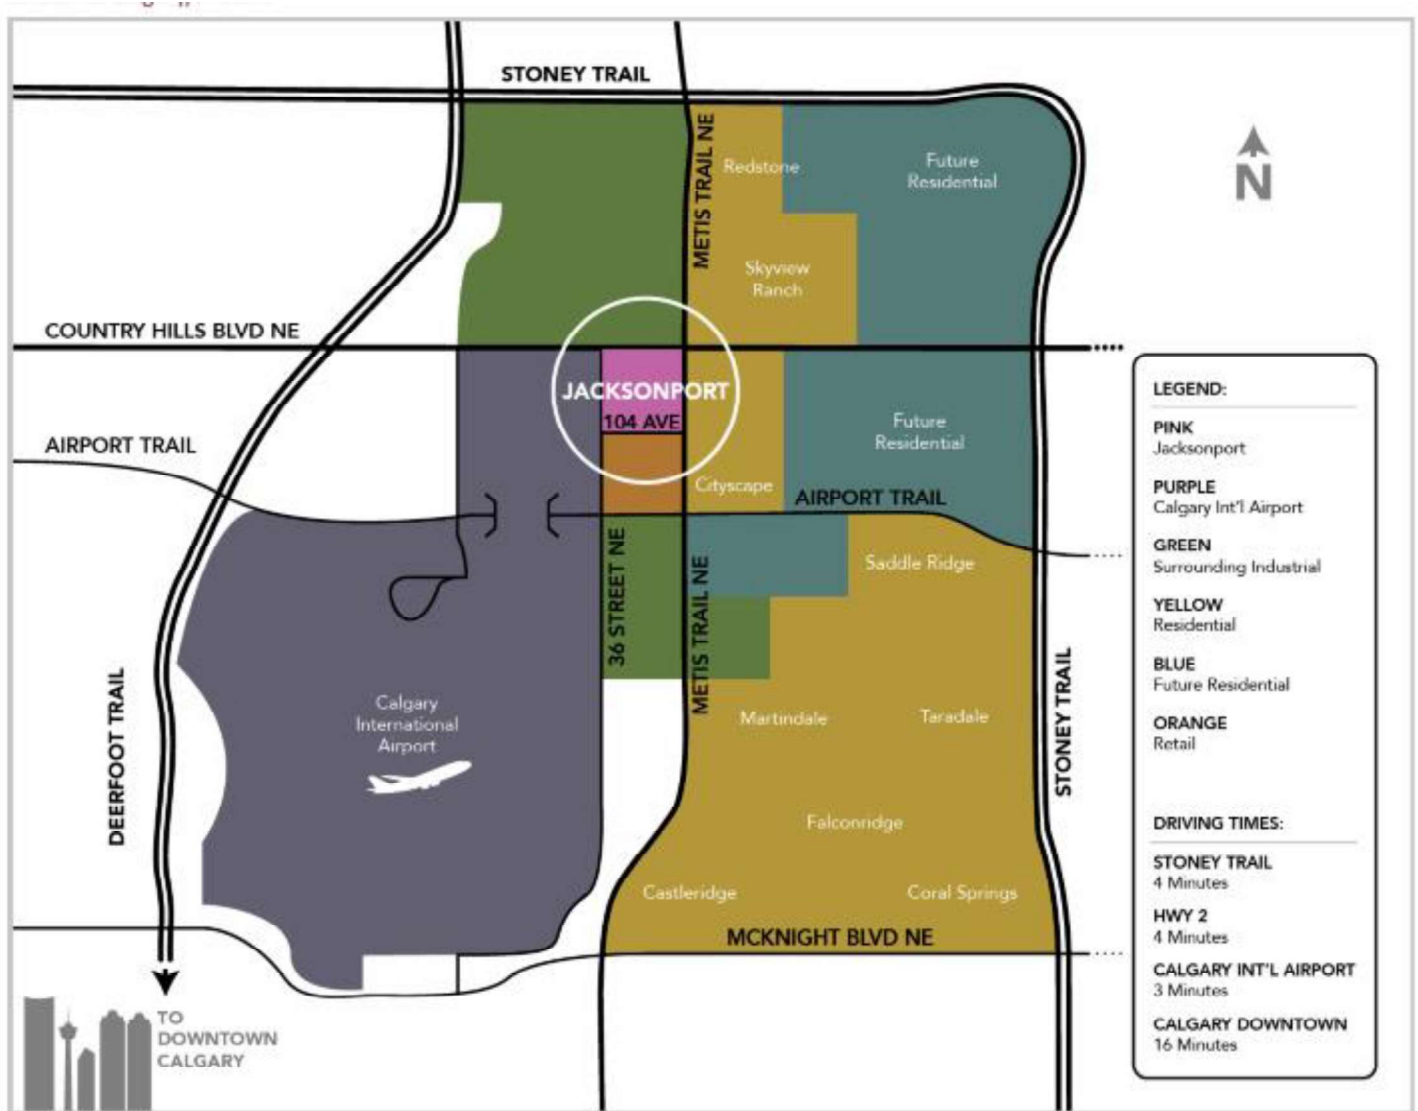 STONEY TRAIL
METIS TRAIL NE
Redstone
Future
Residential
N
Skyview
Ranch
COUNTRY HILLS BLVD NE
JACKSONPORT
104 AVE
Future
Residential
AIRPORT TRAIL
Cityscape
AIRPORT TRAIL
36 STREET NE
METIS TRAIL NE
Saddle Ridge
DEERFOOT TRAIL
Calgary
International
Airport
Martindale
Taradale
STONEY TRAIL
Falconridge
Castleridge
Coral Springs
MCKNIGHT BLVD NE
TO
DOWNTOWN
CALGARY
LEGEND:
PINK
Jacksonport
PURPLE
Calgary Int'l Airport
GREEN
Surrounding Industrial
YELLOW
Residential
BLUE
Future Residential
ORANGE
Retail
DRIVING TIMES:
STONEY TRAIL
4 Minutes
HWY 2
4 Minutes
CALGARY INT'L AIRPORT
3 Minutes
CALGARY DOWNTOWN
16 Minutes